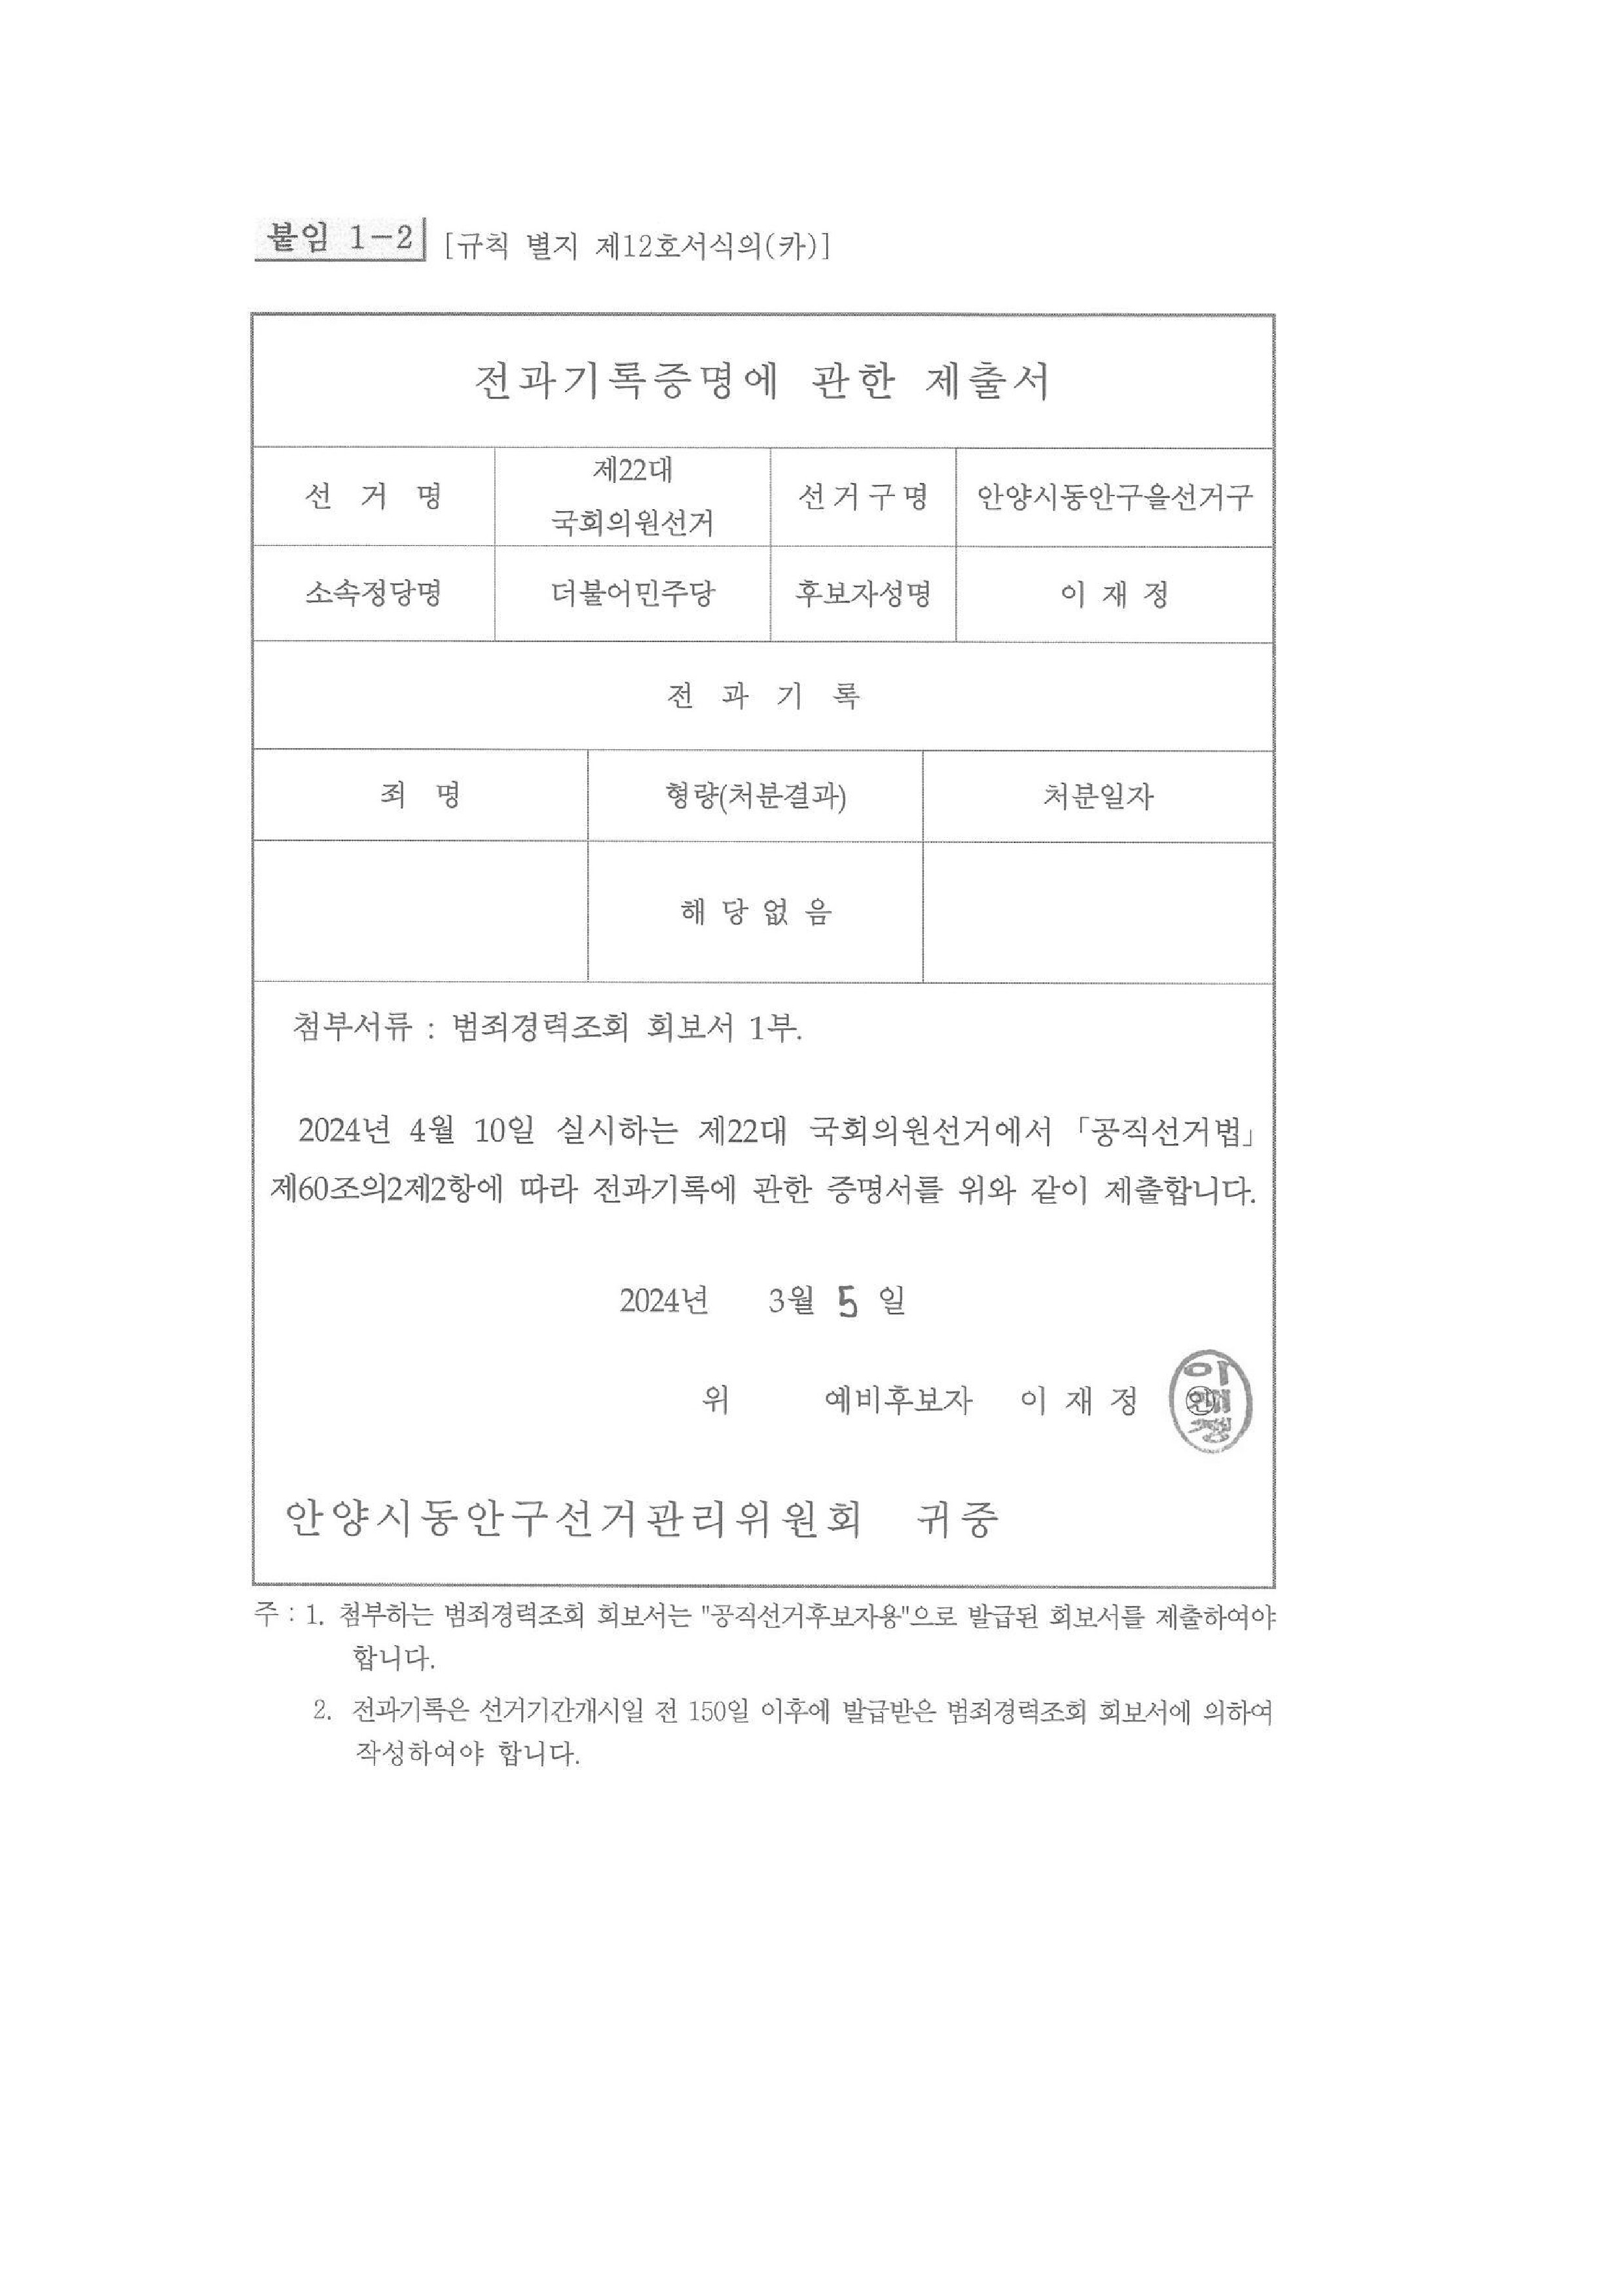 붙임 1-2 [규칙 별지 제12호서식의(카)]
전과기록증명에 관한 제출서
선 거 명 제22대 국회의원선거 선거구명 안양시동안구을선거구
소속정당명 더불어민주당 후보자성명 이 재 정
전 과 기 록
죄 명 형량(처분결과) 처분일자
해 당 없 음
첨부서류 : 범죄경력조회 회보서 1부.
2024년 4월 10일 실시하는 제22대 국회의원선거에서 「공직선거법」
제60조의2제2항에 따라 전과기록에 관한 증명서를 위와 같이 제출합니다.
2024년 3월 5 일
위 예비후보자 이 재 정 ㊞
이재정
안양시동안구선거관리위원회 귀중
주 : 1. 첨부하는 범죄경력조회 회보서는 "공직선거후보자용"으로 발급된 회보서를 제출하여야
합니다.
2. 전과기록은 선거기간개시일 전 150일 이후에 발급받은 범죄경력조회 회보서에 의하여
작성하여야 합니다.